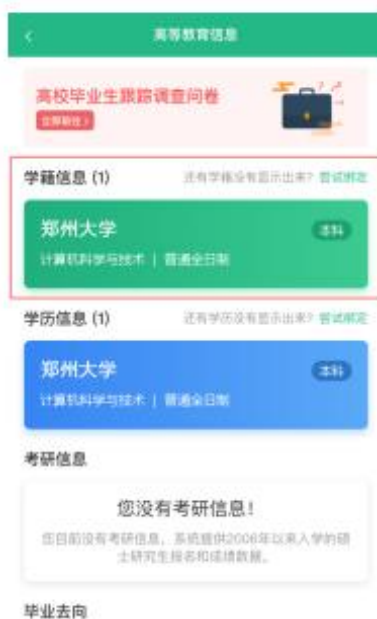 高等教育信息
高校毕业生跟踪调查问卷
立即前往 >
学籍信息 (1) 还有学籍没有显示出来? 尝试绑定
郑州大学 本科
计算机科学与技术 | 普通全日制
学历信息 (1) 还有学历没有显示出来? 尝试绑定
郑州大学 本科
计算机科学与技术 | 普通全日制
考研信息
您没有考研信息！
您目前没有考研信息，系统提供2006年以来入学的硕
士研究生报名和成绩数据。
毕业去向